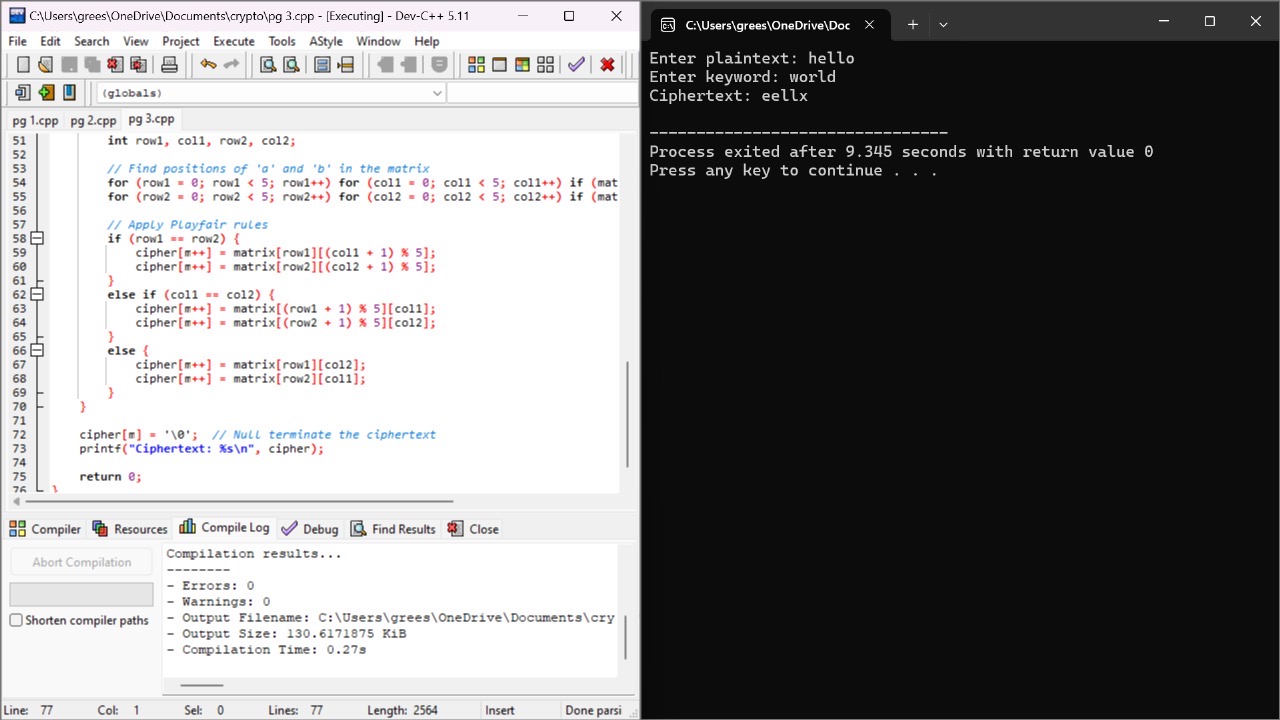 C:\Users\grees\OneDrive\Documents\crypto\pg 3.cpp - [Executing] - Dev-C++ 5.11
File Edit Search View Project Execute Tools AStyle Window Help
(globals)
pg 1.cpp pg 2.cpp pg 3.cpp
51 int row1, col1, row2, col2;
52
53 // Find positions of 'a' and 'b' in the matrix
54 for (row1 = 0; row1 < 5; row1++) for (col1 = 0; col1 < 5; col1++) if (mat
55 for (row2 = 0; row2 < 5; row2++) for (col2 = 0; col2 < 5; col2++) if (mat
56
57 // Apply Playfair rules
58 if (row1 == row2) {
59 cipher[m++] = matrix[row1][(col1 + 1) % 5];
60 cipher[m++] = matrix[row2][(col2 + 1) % 5];
61 }
62 else if (col1 == col2) {
63 cipher[m++] = matrix[(row1 + 1) % 5][col1];
64 cipher[m++] = matrix[(row2 + 1) % 5][col2];
65 }
66 else {
67 cipher[m++] = matrix[row1][col2];
68 cipher[m++] = matrix[row2][col1];
69 }
70 }
71
72 cipher[m] = '\0'; // Null terminate the ciphertext
73 printf("Ciphertext: %s\n", cipher);
74
75 return 0;
76 }
Compiler Resources Compile Log Debug Find Results Close
Abort Compilation
Shorten compiler paths
Compilation results...
--------
- Errors: 0
- Warnings: 0
- Output Filename: C:\Users\grees\OneDrive\Documents\cry
- Output Size: 130.6171875 KiB
- Compilation Time: 0.27s
Line: 77 Col: 1 Sel: 0 Lines: 77 Length: 2564 Insert Done parsi
C:\Users\grees\OneDrive\Doc
Enter plaintext: hello
Enter keyword: world
Ciphertext: eellx
--------------------------------
Process exited after 9.345 seconds with return value 0
Press any key to continue . . .